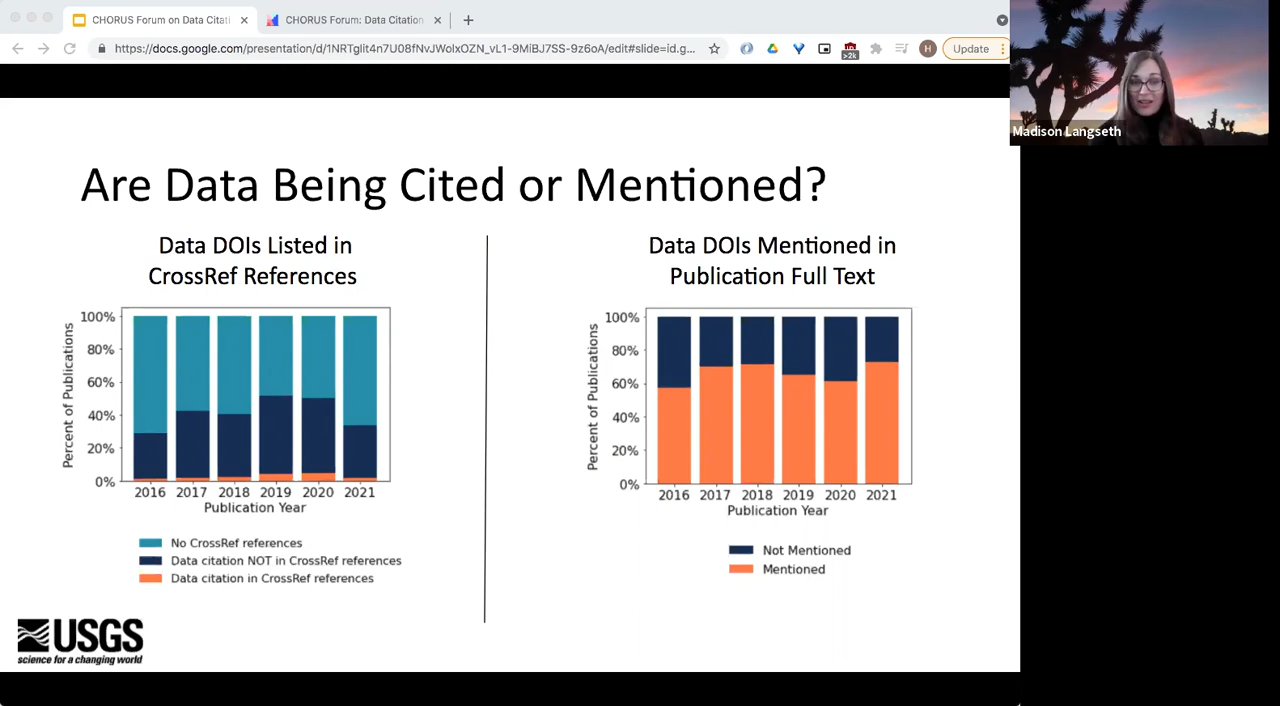 CHORUS Forum on Data Citati
CHORUS Forum: Data Citation
https://docs.google.com/presentation/d/1NRTglit4n7U08fNvJWolxOZN_vL1-9MiBJ7SS-9z6oA/edit#slide=id.g...
>2k
H
Update
Madison Langseth
Are Data Being Cited or Mentioned?
Data DOIs Listed in
CrossRef References
Percent of Publications
100%
80%
60%
40%
20%
0%
2016 2017 2018 2019 2020 2021
Publication Year
No CrossRef references
Data citation NOT in CrossRef references
Data citation in CrossRef references
Data DOIs Mentioned in
Publication Full Text
Percent of Publications
100%
80%
60%
40%
20%
0%
2016 2017 2018 2019 2020 2021
Publication Year
Not Mentioned
Mentioned
USGS
science for a changing world